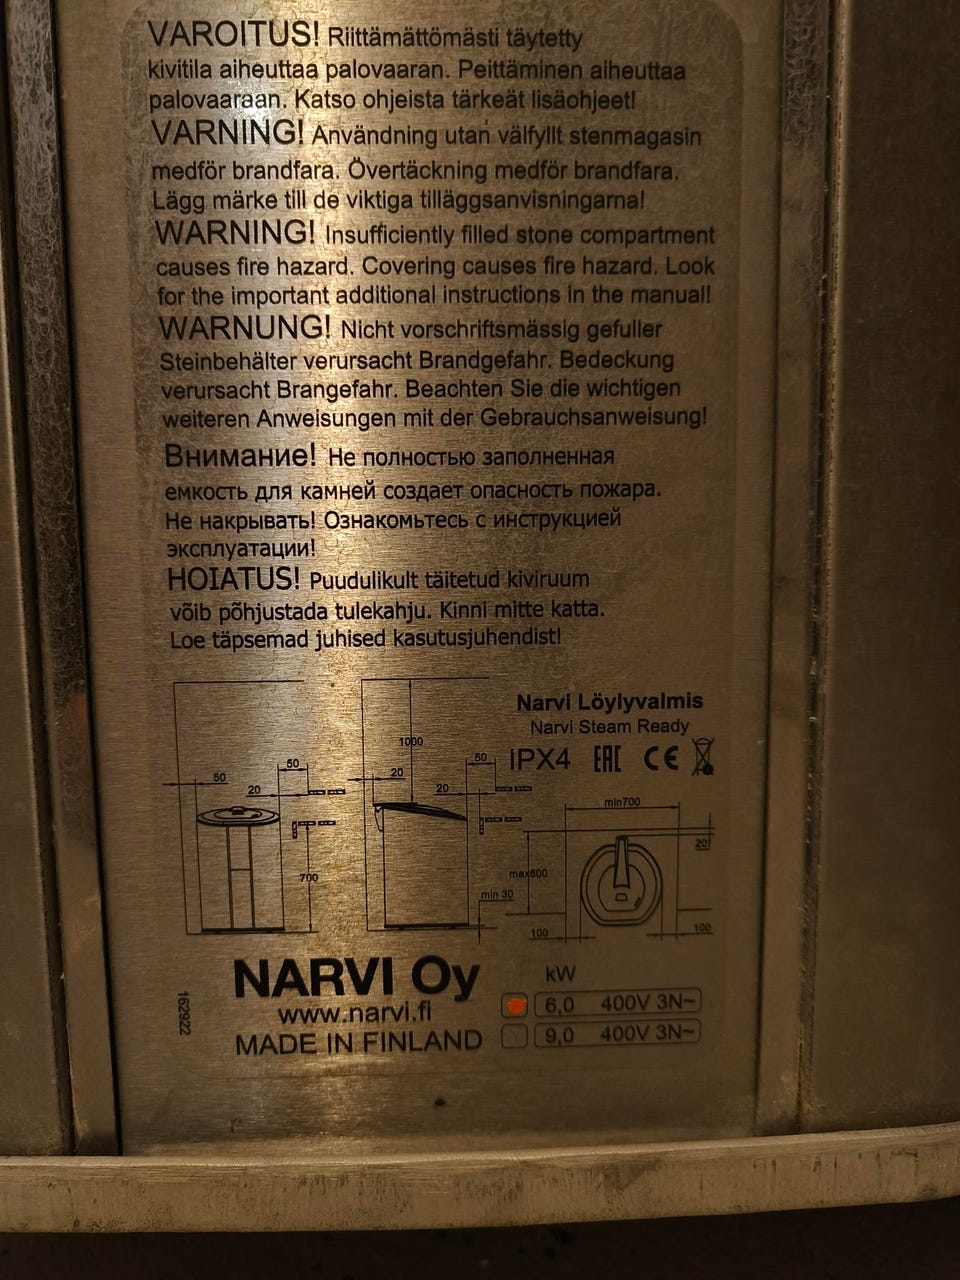 VAROITUS! Riittämättömästi täytetty
kivitila aiheuttaa palovaaran. Peittäminen aiheuttaa
palovaaraan. Katso ohjeista tärkeät lisäohjeet!
VARNING! Användning utan välfyllt stenmagasin
medför brandfara. Övertäckning medför brandfara.
Lägg märke till de viktiga tilläggsanvisningarna!
WARNING! Insufficiently filled stone compartment
causes fire hazard. Covering causes fire hazard. Look
for the important additional instructions in the manual!
WARNUNG! Nicht vorschriftsmässig gefuller
Steinbehälter verursacht Brandgefahr. Bedeckung
verursacht Brangefahr. Beachten Sie die wichtigen
weiteren Anweisungen mit der Gebrauchsanweisung!
Внимание! Не полностью заполненная
емкость для камней создает опасность пожара.
Не накрывать! Ознакомьтесь с инструкцией
эксплуатации!
HOIATUS! Puudulikult täitetud kiviruum
võib põhjustada tulekahju. Kinni mitte katta.
Loe täpsemad juhised kasutusjuhendist!
Narvi Löylyvalmis
Narvi Steam Ready
IPX4 EAC CE
50
20
50
700
1000
20
50
20
min 30
min700
20
max600
100
100
NARVI Oy
www.narvi.fi
MADE IN FINLAND
162922
kW
6,0 400V 3N~
9,0 400V 3N~